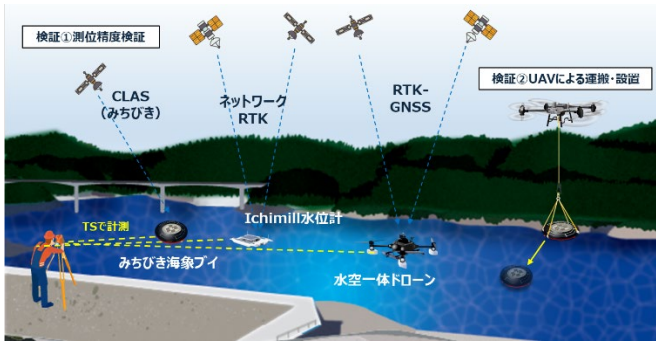 検証①測位精度検証
CLAS
（みちびき）
ネットワーク
RTK
RTK-
GNSS
検証②UAVによる運搬・設置
TSで計測
Ichimill水位計
みちびき海象ブイ
水空一体ドローン